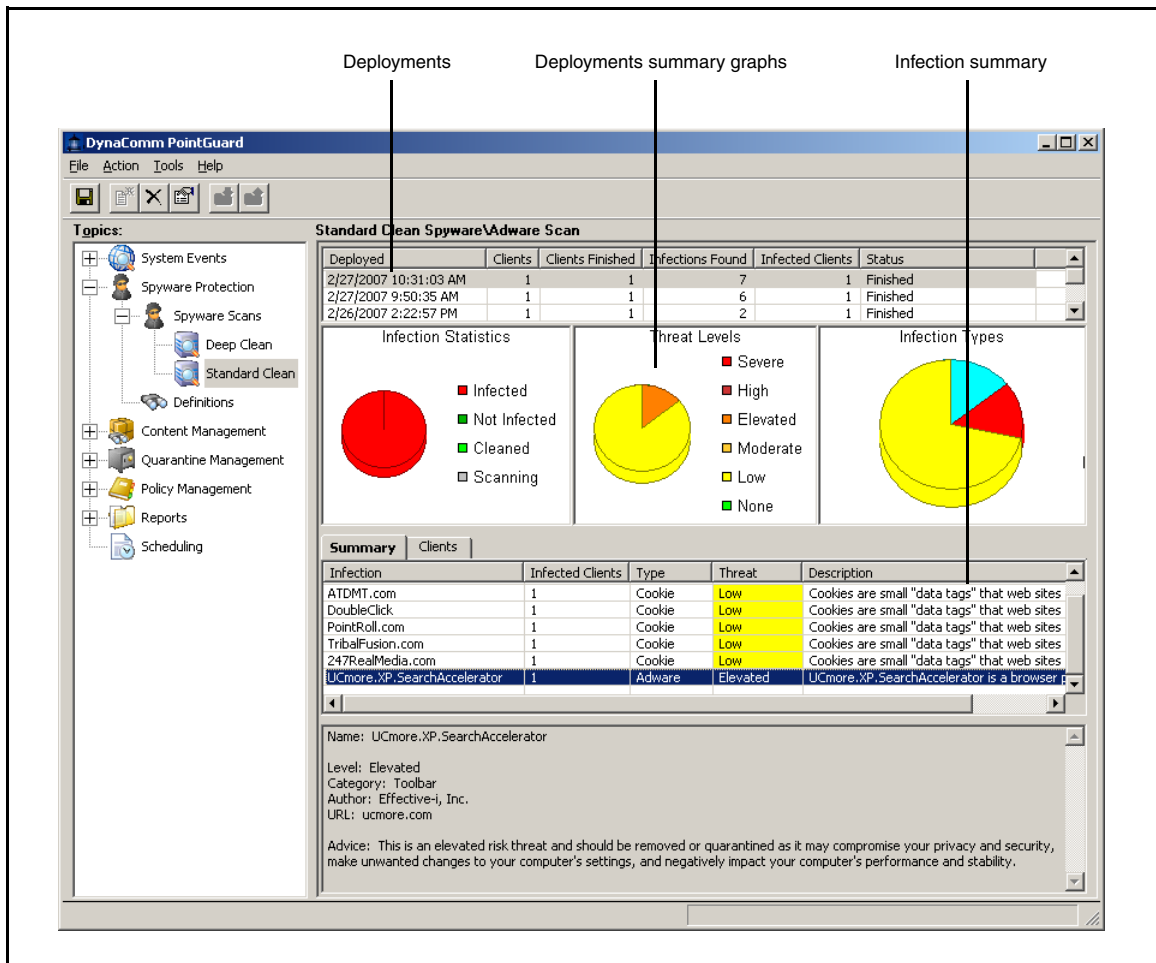 Deployments Deployments summary graphs Infection summary
DynaComm PointGuard
File Action Tools Help
Topics:
System Events
Spyware Protection
Spyware Scans
Deep Clean
Standard Clean
Definitions
Content Management
Quarantine Management
Policy Management
Reports
Scheduling
Standard Clean Spyware\Adware Scan
Deployed Clients Clients Finished Infections Found Infected Clients Status
2/27/2007 10:31:03 AM 1 1 7 1 Finished
2/27/2007 9:50:35 AM 1 1 6 1 Finished
2/26/2007 2:22:57 PM 1 1 2 1 Finished
Infection Statistics
Infected
Not Infected
Cleaned
Scanning
Threat Levels
Severe
High
Elevated
Moderate
Low
None
Infection Types
Summary Clients
Infection Infected Clients Type Threat Description
ATDMT.com 1 Cookie Low Cookies are small "data tags" that web sites
DoubleClick 1 Cookie Low Cookies are small "data tags" that web sites
PointRoll.com 1 Cookie Low Cookies are small "data tags" that web sites
TribalFusion.com 1 Cookie Low Cookies are small "data tags" that web sites
247RealMedia.com 1 Cookie Low Cookies are small "data tags" that web sites
UCmore.XP.SearchAccelerator 1 Adware Elevated UCmore.XP.SearchAccelerator is a browser
Name: UCmore.XP.SearchAccelerator
Level: Elevated
Category: Toolbar
Author: Effective-i, Inc.
URL: ucmore.com
Advice: This is an elevated risk threat and should be removed or quarantined as it may compromise your privacy and security,
make unwanted changes to your computer's settings, and negatively impact your computer's performance and stability.